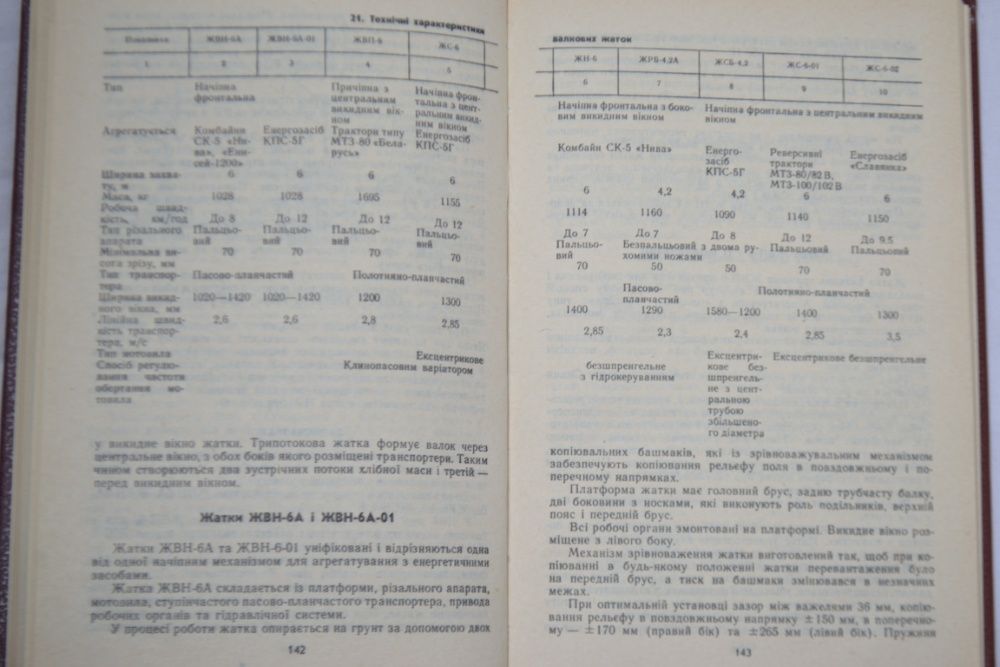 21. Технічні характеристики
Показники ЖВН-6А ЖВН-6А-01 ЖВП-6 ЖС-6
1 2 3 4 5
Тип Начіпна фронтальна Причіпна з центральним викидним вікном Начіпна фронтальна з центральним викидним вікном
Агрегатується Комбайни СК-5 «Нива», «Енисей-1200» Енергозасіб КПС-5Г Трактори типу МТЗ-80 «Беларусь» Енергозасіб КПС-5Г
Ширина захвату, м 6 6 6 6
Маса, кг 1028 1028 1695 1155
Робоча швидкість, км/год До 8 До 12 До 12 До 12
Тип різального апарата Пальцьовий Пальцьовий Пальцьовий Пальцьовий
Мінімальна висота зрізу, мм 70 70 70 70
Тип транспортера Пасово-планчастий Полотняно-планчастий
Ширина викидного вікна, мм 1020—1420 1020—1420 1200 1300
Лінійна швидкість транспортера, м/с 2,6 2,6 2,8 2,85
Тип мотовила Ексцентрикове
Спосіб регулювання частоти обертання мотовила Клинопасовим варіатором
у викидне вікно жатки. Трипотокова жатка формує валок через
центральне вікно, з обох боків якого розміщені транспортери. Таким
чином створюються два зустрічних потоки хлібної маси і третій —
перед викидним вікном.
Жатки ЖВН-6А і ЖВН-6А-01
Жатки ЖВН-6А та ЖВН-6-01 уніфіковані і відрізняються одна
від одної начіпним механізмом для агрегатування з енергетичними
засобами.
Жатка ЖВН-6А складається із платформи, різального апарата,
мотовила, ступінчастого пасово-планчастого транспортера, привода
робочих органів та гідравлічної системи.
У процесі роботи жатка опирається на грунт за допомогою двох
142
валкових жаток
ЖН-6 ЖРБ-4,2А ЖСБ-4,2 ЖС-6-01 ЖС-6-02
6 7 8 9 10
Начіпна фронтальна з боковим викидним вікном Начіпна фронтальна з центральним викидним вікном
Комбайн СК-5 «Нива» Енергозасіб КПС-5Г Реверсивні трактори МТЗ-80/82 В, МТЗ-100/102 В Енергозасіб «Славянка»
6 4,2 4,2 6 6
1114 1160 1090 1140 1150
До 7 До 7 До 8 До 12 До 9,5
Пальцьовий Безпальцьовий з двома рухомими ножами Пальцьовий Пальцьовий
70 50 50 70 70
Пасово-планчастий Полотняно-планчастий
1400 1290 1580—1200 1400 1300
2,85 2,3 2,4 2,85 3,5
безшпренгельне з гідрокеруванням Ексцентрикове безшпренгельне з центральною трубою збільшеного діаметра Ексцентрикове безшпренгельне
копіювальних башмаків, які із зрівноважувальним механізмом
забезпечують копіювання рельєфу поля в поздовжньому і по-
перечному напрямках.
Платформа жатки має головний брус, задню трубчасту балку,
дві боковини з носками, які виконують роль подільників, верхній
пояс і передній брус.
Всі робочі органи змонтовані на платформі. Викидне вікно роз-
міщене з лівого боку.
Механізм зрівноваження жатки виготовлений так, щоб при ко-
піюванні в будь-якому положенні жатки перевантаження було
на передній брус, а тиск на башмаки змінювався в незначних
межах.
При оптимальній установці зазор між важелями 36 мм, копію-
вання рельєфу в повздовжньому напрямку ±150 мм, в поперечно-
му — ±170 мм (правий бік) та ±265 мм (лівий бік). Пружини
143